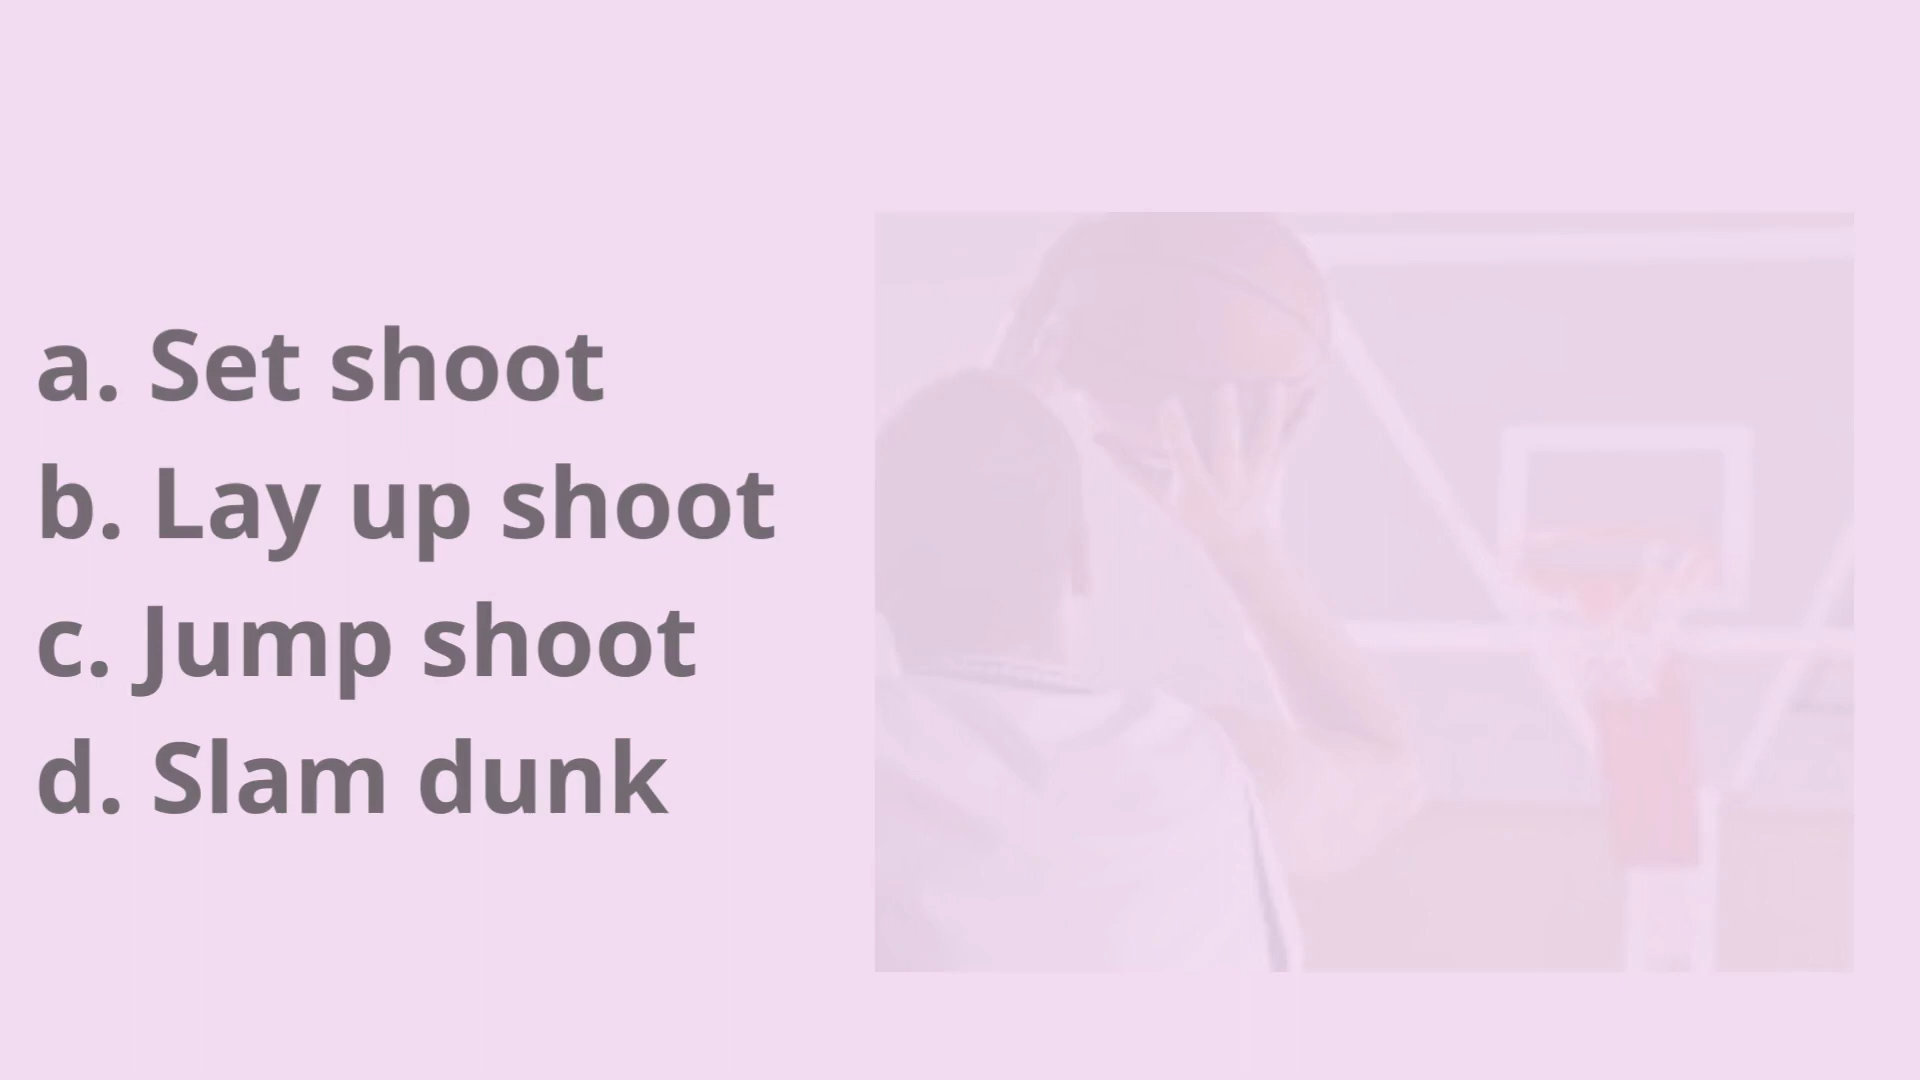 a. Set shoot
b. Lay up shoot
c. Jump shoot
d. Slam dunk